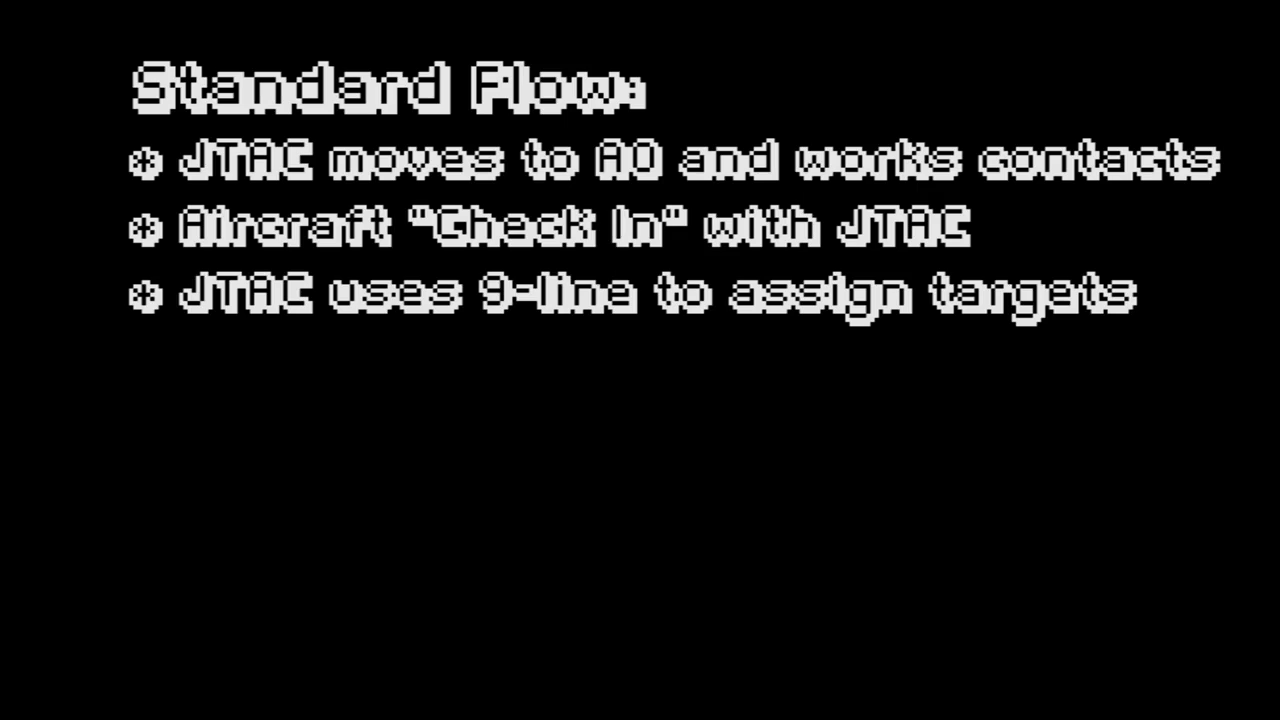 Standard Flow:
* JTAC moves to AO and works contacts
* Aircraft "Check In" with JTAC
* JTAC uses 9-line to assign targets